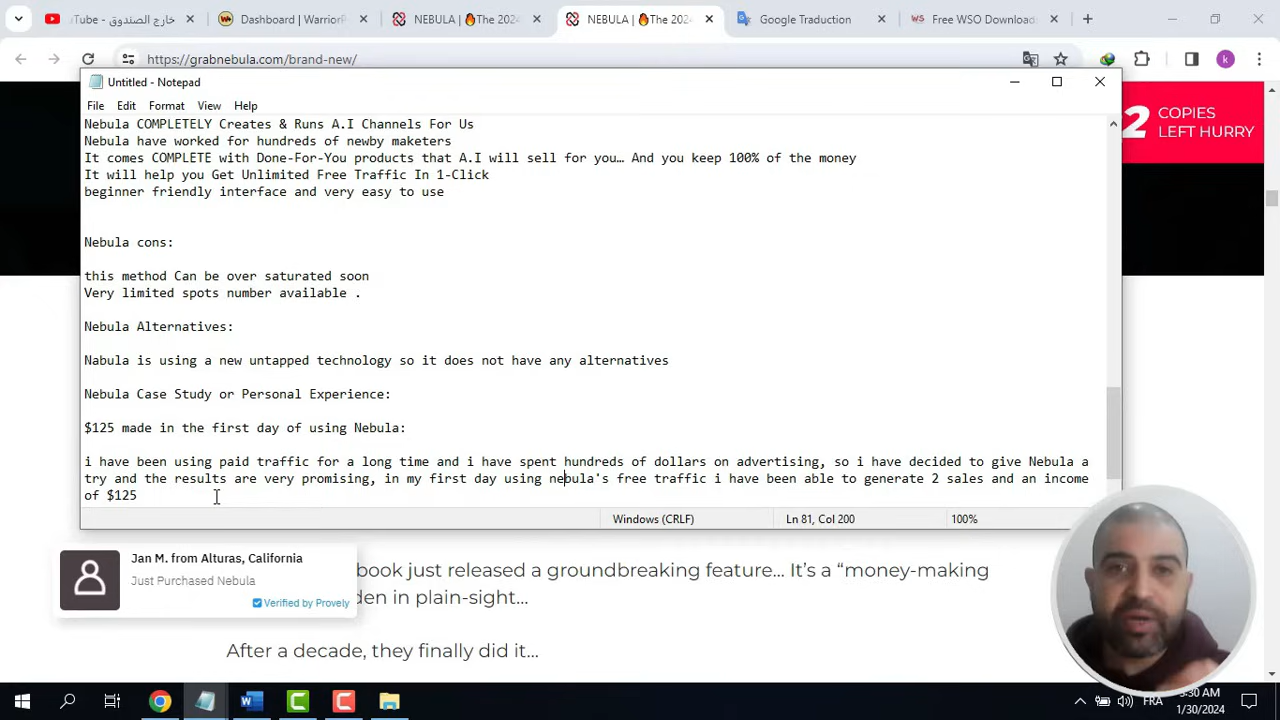 خارج الصندوق - Tube
Dashboard | WarriorP
NEBULA | 🔥The 2024
NEBULA | 🔥The 202
Google Traduction
Free WSO Download
https://grabnebula.com/brand-new/
k
Untitled - Notepad
File Edit Format View Help
2 COPIES
LEFT HURRY
Nebula COMPLETELY Creates & Runs A.I Channels For Us
Nebula have worked for hundreds of newby maketers
It comes COMPLETE with Done-For-You products that A.I will sell for you… And you keep 100% of the money
It will help you Get Unlimited Free Traffic In 1-Click
beginner friendly interface and very easy to use
Nebula cons:
this method Can be over saturated soon
Very limited spots number available .
Nebula Alternatives:
Nabula is using a new untapped technology so it does not have any alternatives
Nebula Case Study or Personal Experience:
$125 made in the first day of using Nebula:
i have been using paid traffic for a long time and i have spent hundreds of dollars on advertising, so i have decided to give Nebula a
try and the results are very promising, in my first day using nebula's free traffic i have been able to generate 2 sales and an income
of $125
Windows (CRLF) Ln 81, Col 200 100%
Jan M. from Alturas, California
Just Purchased Nebula
Verified by Provely
book just released a groundbreaking feature… It's a “money-making
den in plain-sight…
After a decade, they finally did it…
FRA
:30 AM
1/30/2024